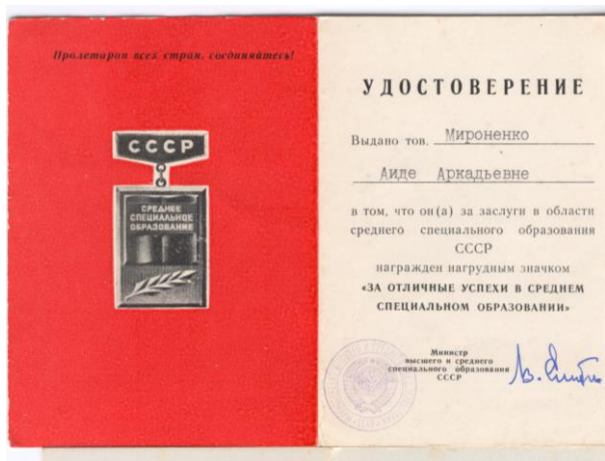 Пролетарии всех стран, соединяйтесь!
СССР
СРЕДНЕЕ
СПЕЦИАЛЬНОЕ
ОБРАЗОВАНИЕ
УДОСТОВЕРЕНИЕ
Выдано тов. Мироненко
Аиде Аркадьевне
в том, что он(а) за заслуги в области
среднего специального образования
СССР
награжден нагрудным значком
«ЗА ОТЛИЧНЫЕ УСПЕХИ В СРЕДНЕМ
СПЕЦИАЛЬНОМ ОБРАЗОВАНИИ»
Министр
высшего и среднего
специального образования
СССР